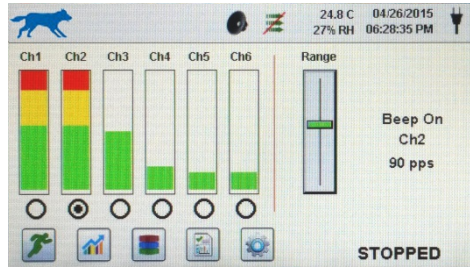 24.8 C 04/26/2015
27% RH 06:28:35 PM
Ch1 Ch2 Ch3 Ch4 Ch5 Ch6 Range
Beep On
Ch2
90 pps
STOPPED